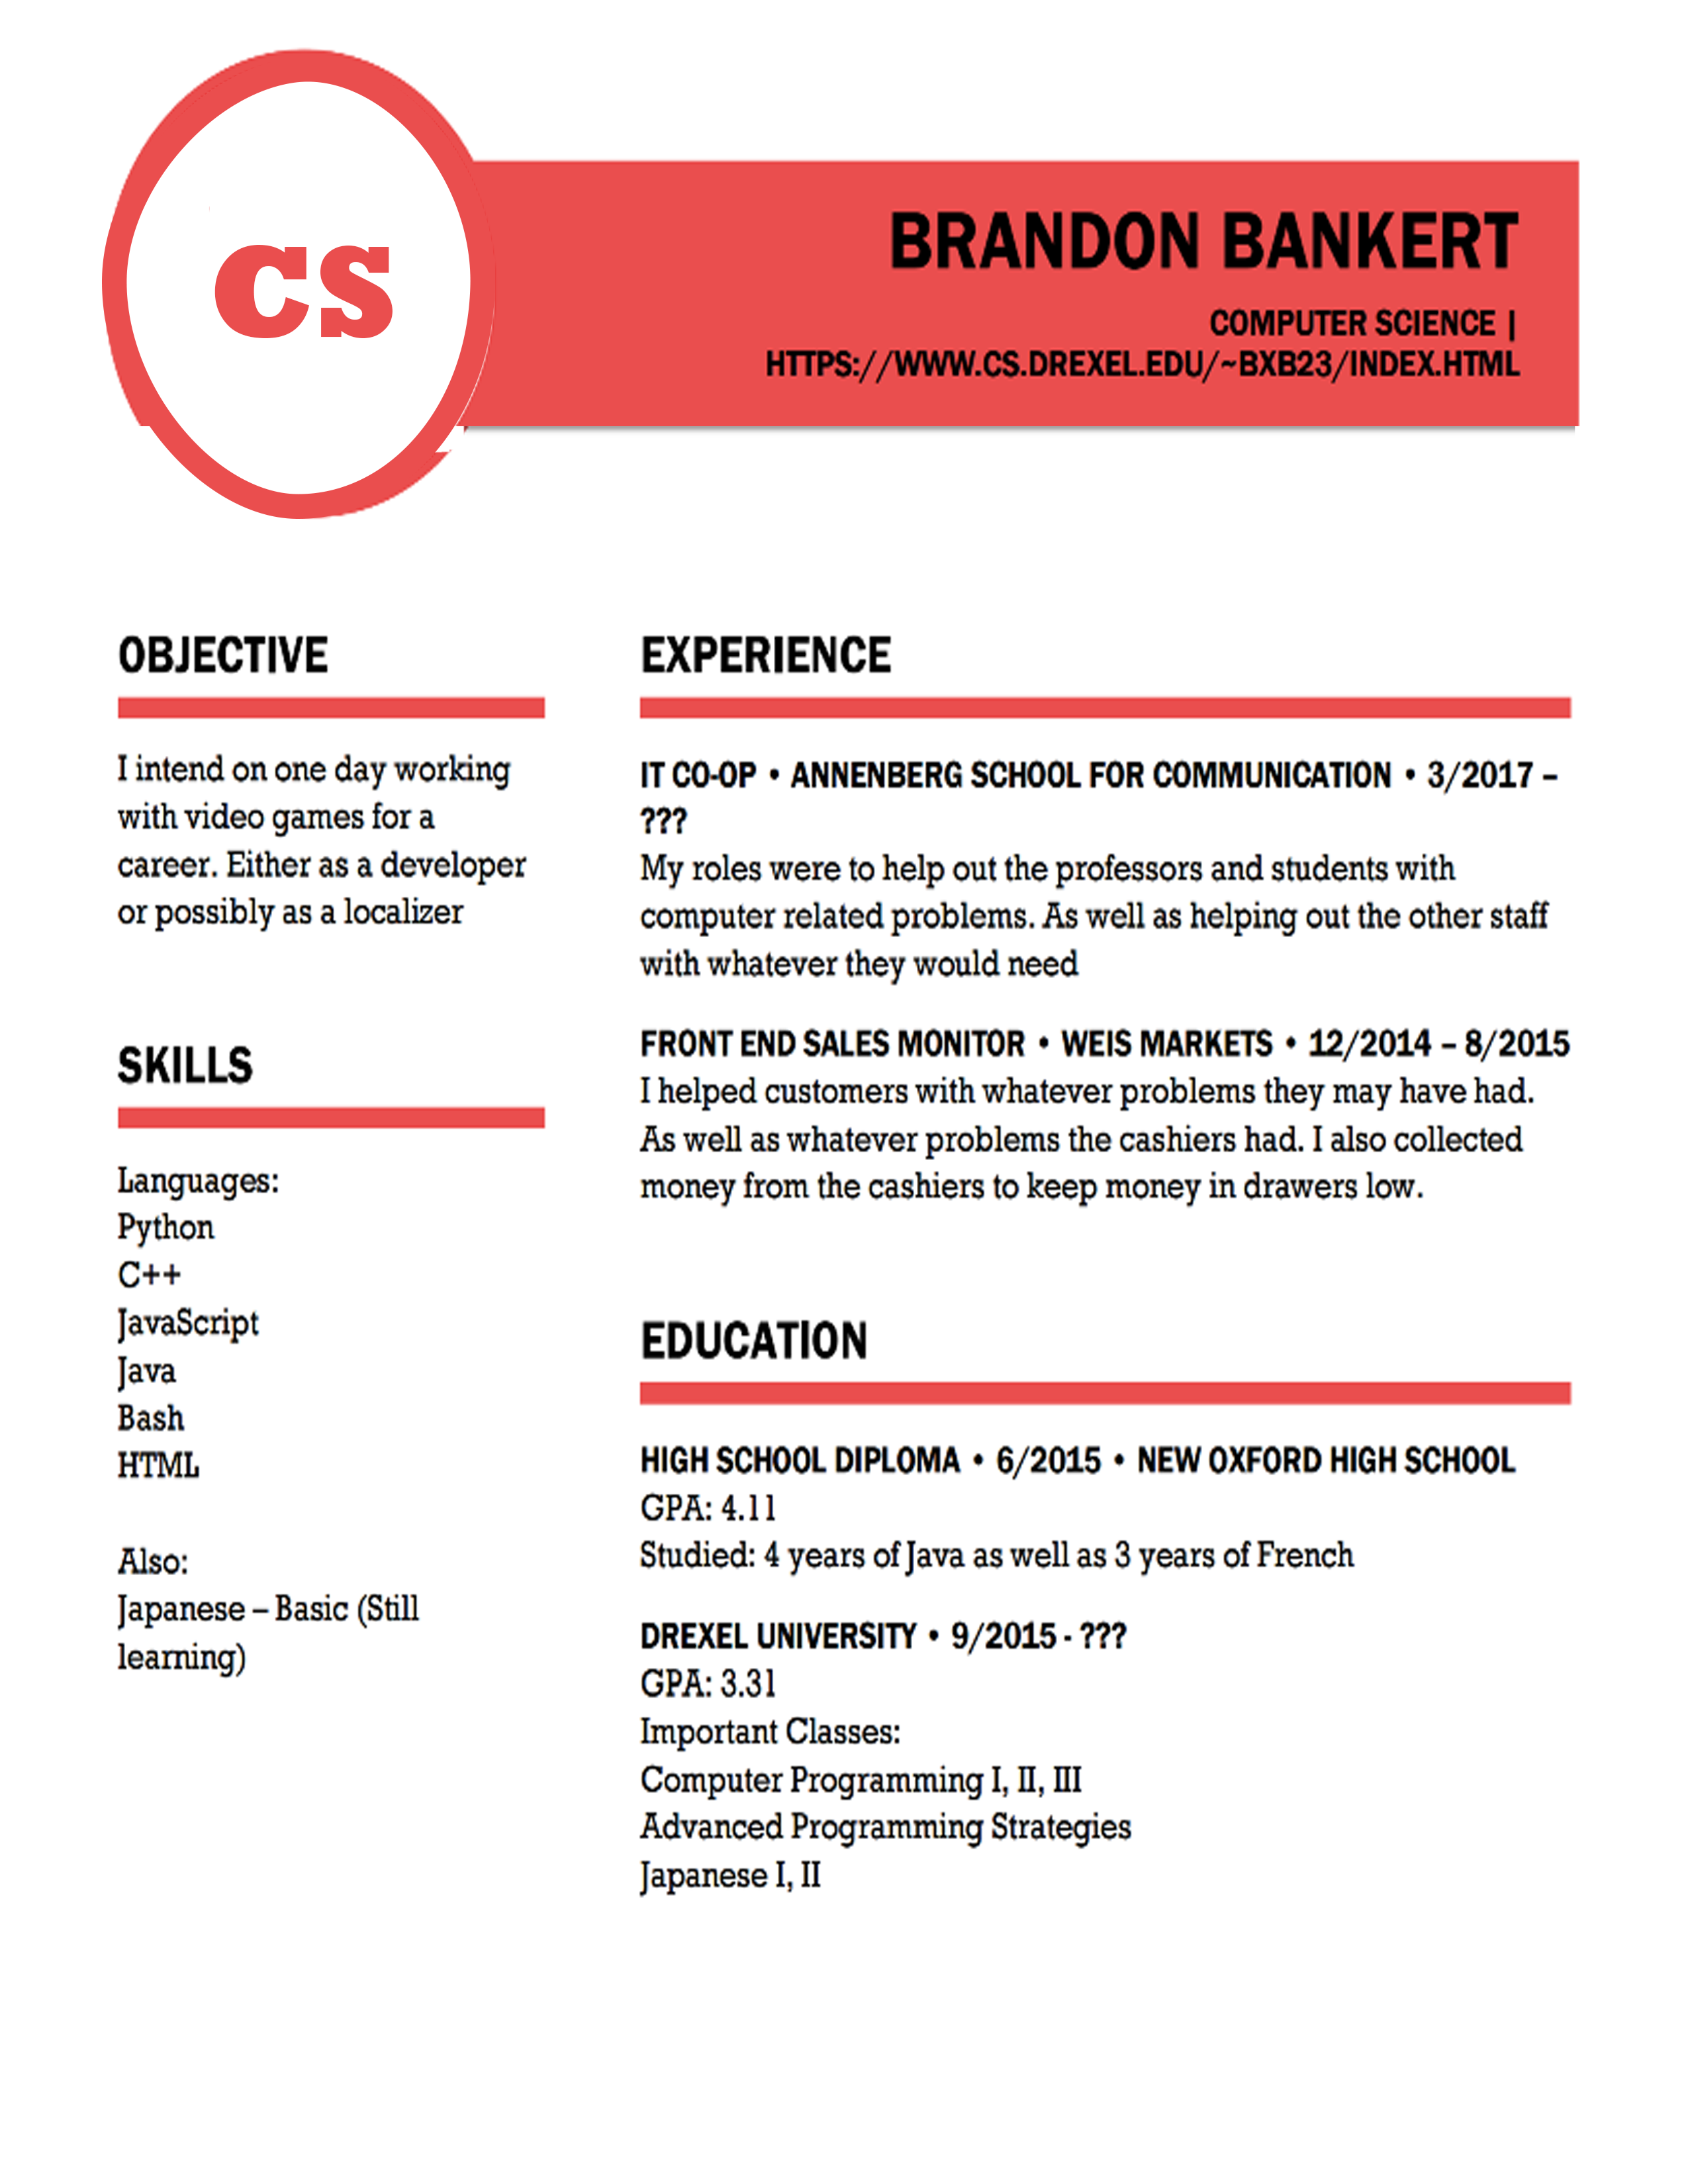 cs
BRANDON BANKERT
COMPUTER SCIENCE |
HTTPS://WWW.CS.DREXEL.EDU/~BXB23/INDEX.HTML
OBJECTIVE
I intend on one day working
with video games for a
career. Either as a developer
or possibly as a localizer
SKILLS
Languages:
Python
C++
JavaScript
Java
Bash
HTML
Also:
Japanese – Basic (Still
learning)
EXPERIENCE
IT CO-OP • ANNENBERG SCHOOL FOR COMMUNICATION • 3/2017 –
???
My roles were to help out the professors and students with
computer related problems. As well as helping out the other staff
with whatever they would need
FRONT END SALES MONITOR • WEIS MARKETS • 12/2014 – 8/2015
I helped customers with whatever problems they may have had.
As well as whatever problems the cashiers had. I also collected
money from the cashiers to keep money in drawers low.
EDUCATION
HIGH SCHOOL DIPLOMA • 6/2015 • NEW OXFORD HIGH SCHOOL
GPA: 4.11
Studied: 4 years of Java as well as 3 years of French
DREXEL UNIVERSITY • 9/2015 - ???
GPA: 3.31
Important Classes:
Computer Programming I, II, III
Advanced Programming Strategies
Japanese I, II